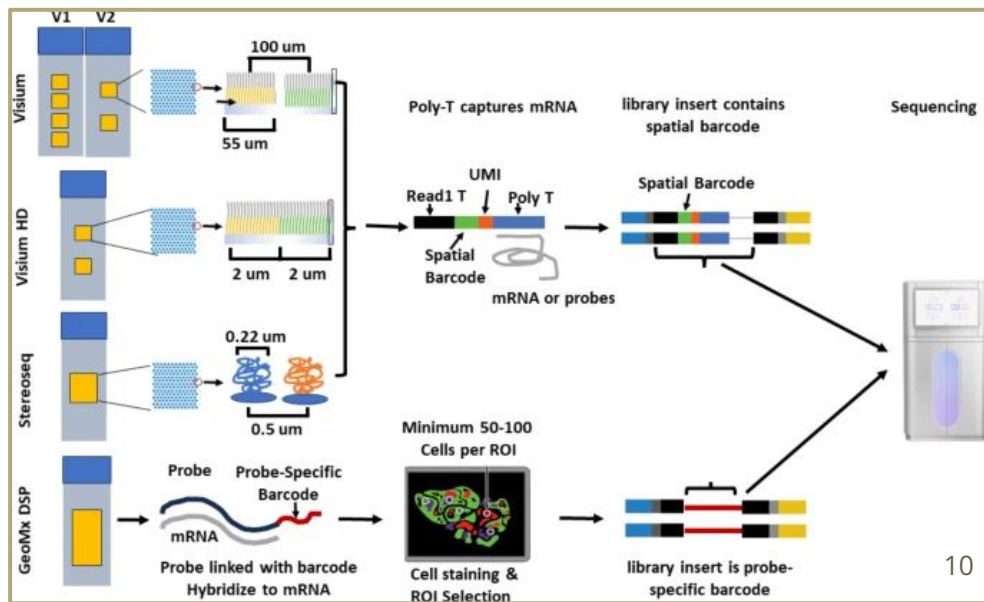 V1 V2
Visium
100 um
55 um
Visium HD
2 um 2 um
Stereoseq
0.22 um
0.5 um
Poly-T captures mRNA
UMI
Read1 T Poly T
Spatial
Barcode
mRNA or probes
library insert contains
spatial barcode
Spatial Barcode
Sequencing
GeoMx DSP
Probe
Probe-Specific
Barcode
mRNA
Probe linked with barcode
Hybridize to mRNA
Minimum 50-100
Cells per ROI
Cell staining &
ROI Selection
library insert is probe-
specific barcode
10